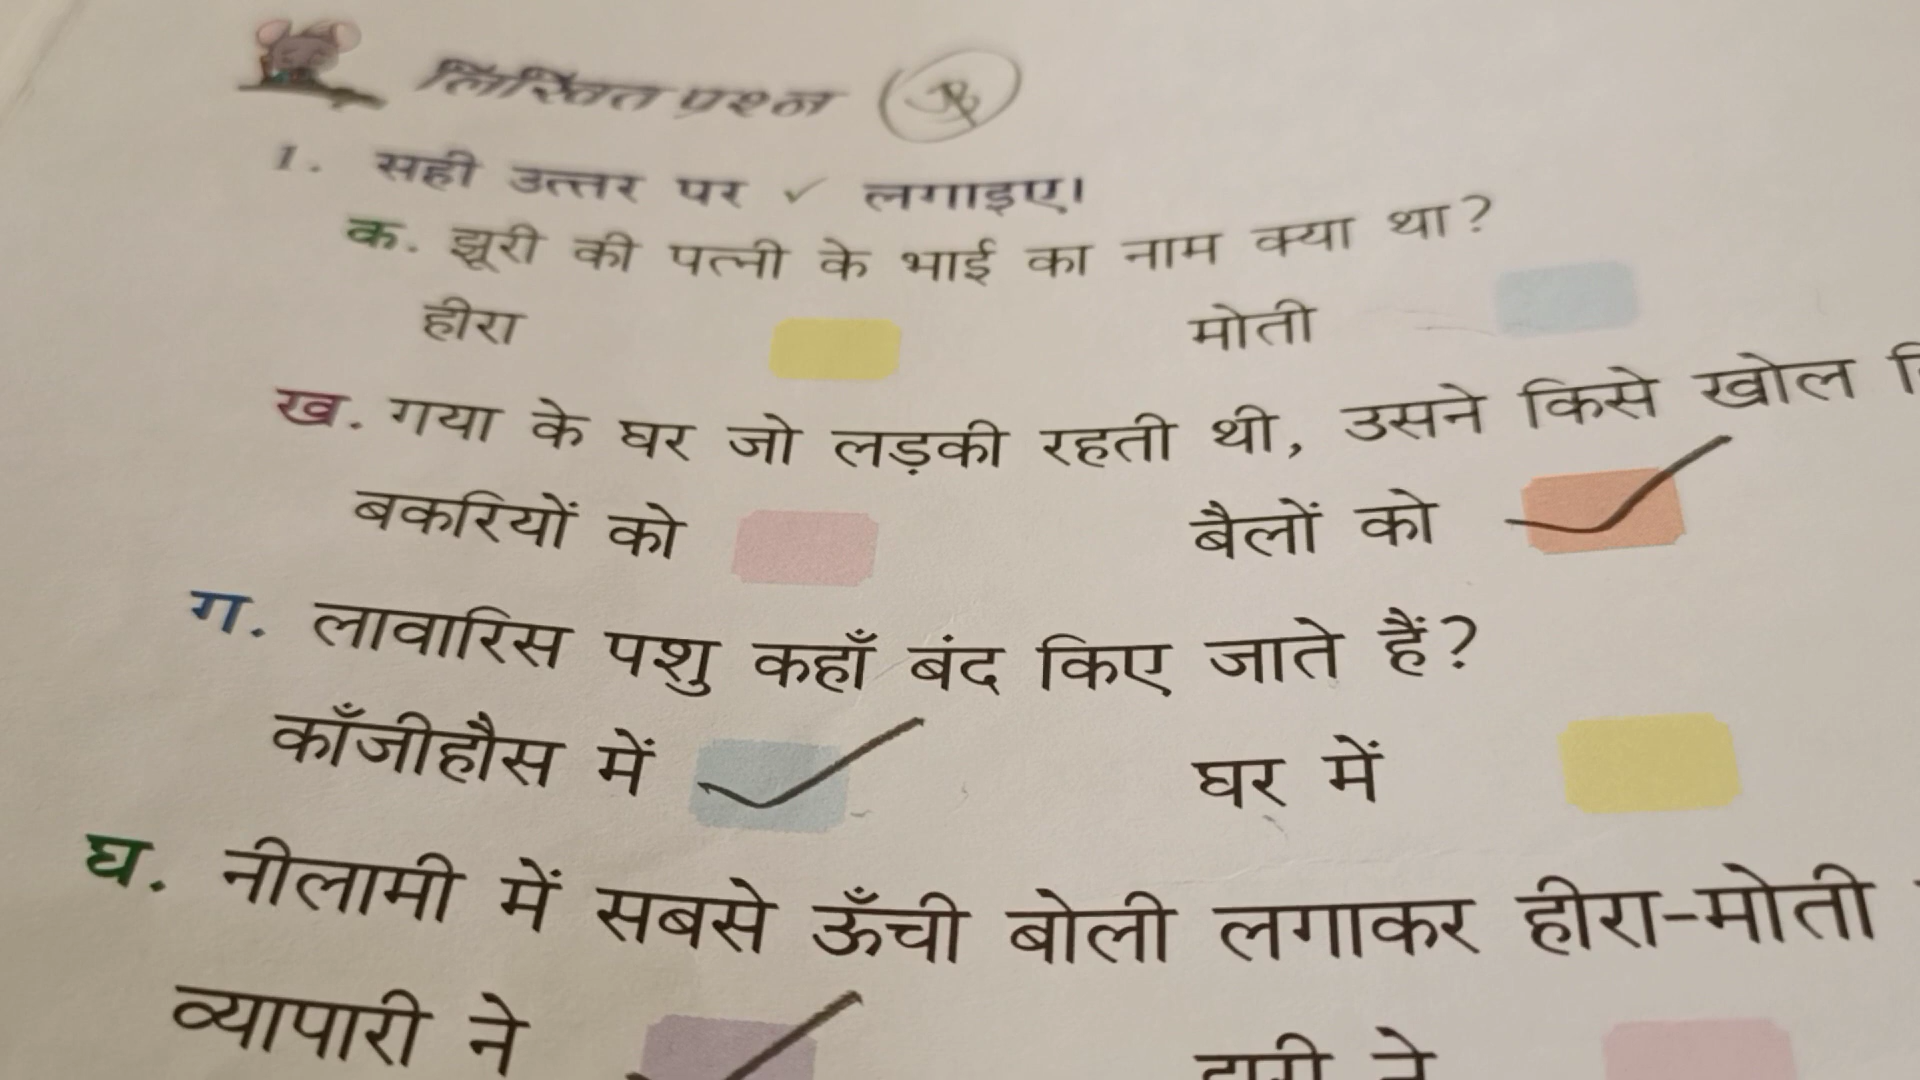 लिखित प्रश्न
1. सही उत्तर पर ✓ लगाइए।
क. झूरी की पत्नी के भाई का नाम क्या था?
हीरा मोती
ख. गया के घर जो लड़की रहती थी, उसने किसे खोल
बकरियों को बैलों को ✓
ग. लावारिस पशु कहाँ बंद किए जाते हैं?
काँजीहौस में ✓ घर में
घ. नीलामी में सबसे ऊँची बोली लगाकर हीरा-मोती
व्यापारी ने ✓ ने